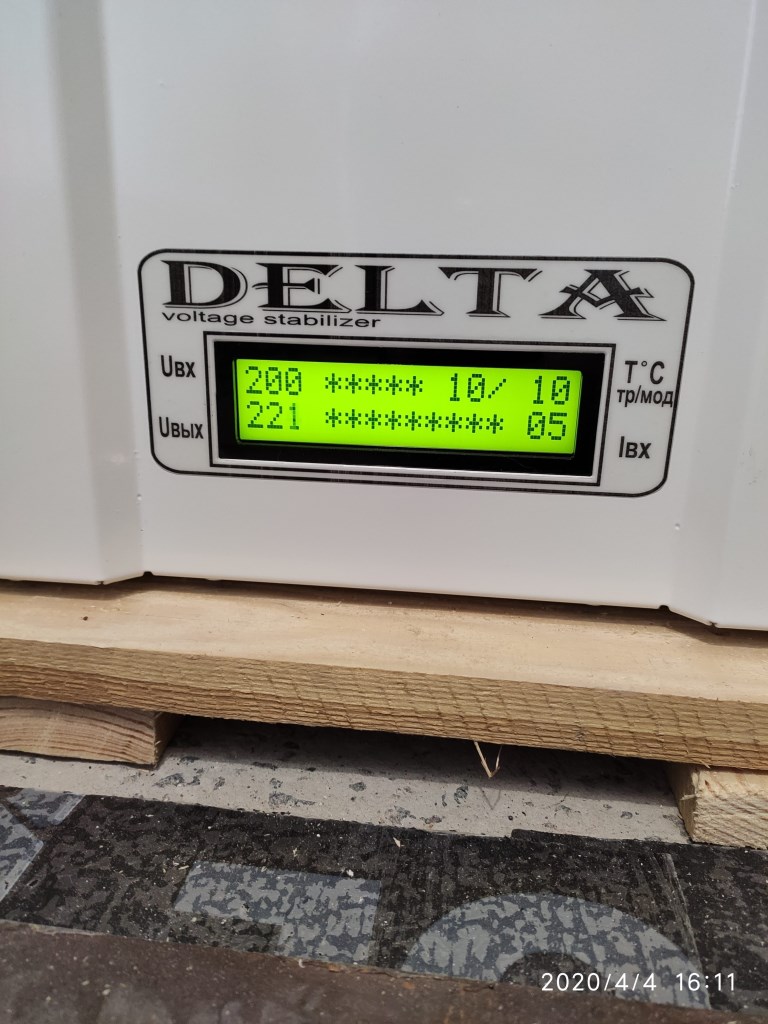 DELTA
voltage stabilizer
Uвх
200 ***** 10/ 10
T°C
тр/мод
Uвых
221 ********* 05
Iвх
2020/4/4 16:11